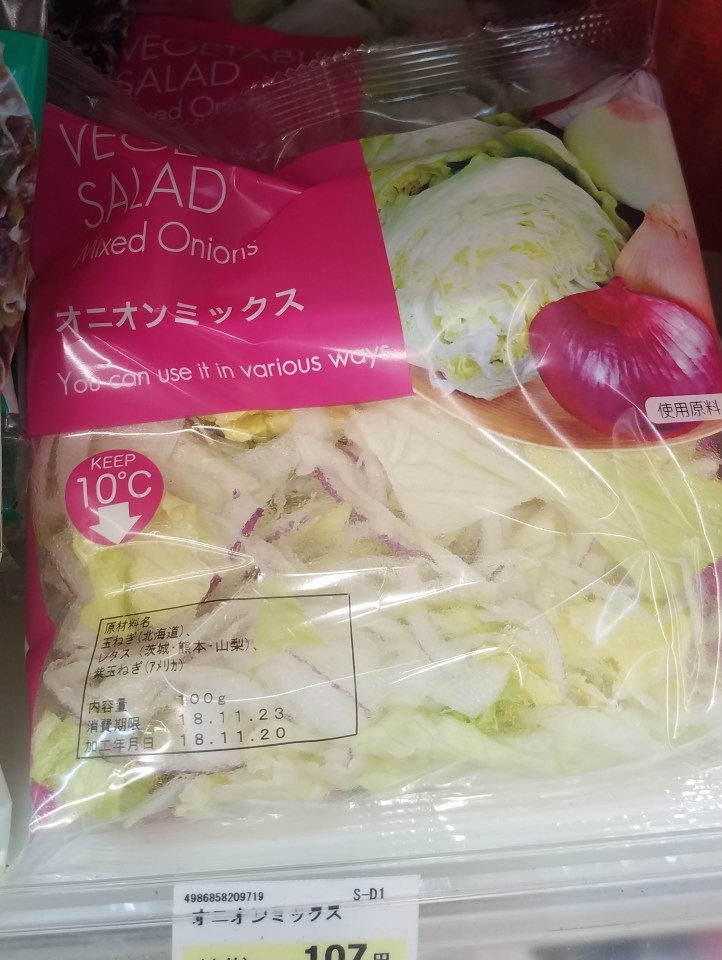 VEGETABLE
SALAD
Mixed Onions
VEGE
SALAD
Mixed Onions
オニオンミックス
You can use it in various ways
使用原料
KEEP
10°C
原材料名
玉ねぎ(北海道)、
レタス (茨城・熊本・山梨)、
紫玉ねぎ(アメリカ)
内容量 100g
消費期限 18.11.23
加工年月日 18.11.20
4986858209719 S-D1
オニオンミックス
107円